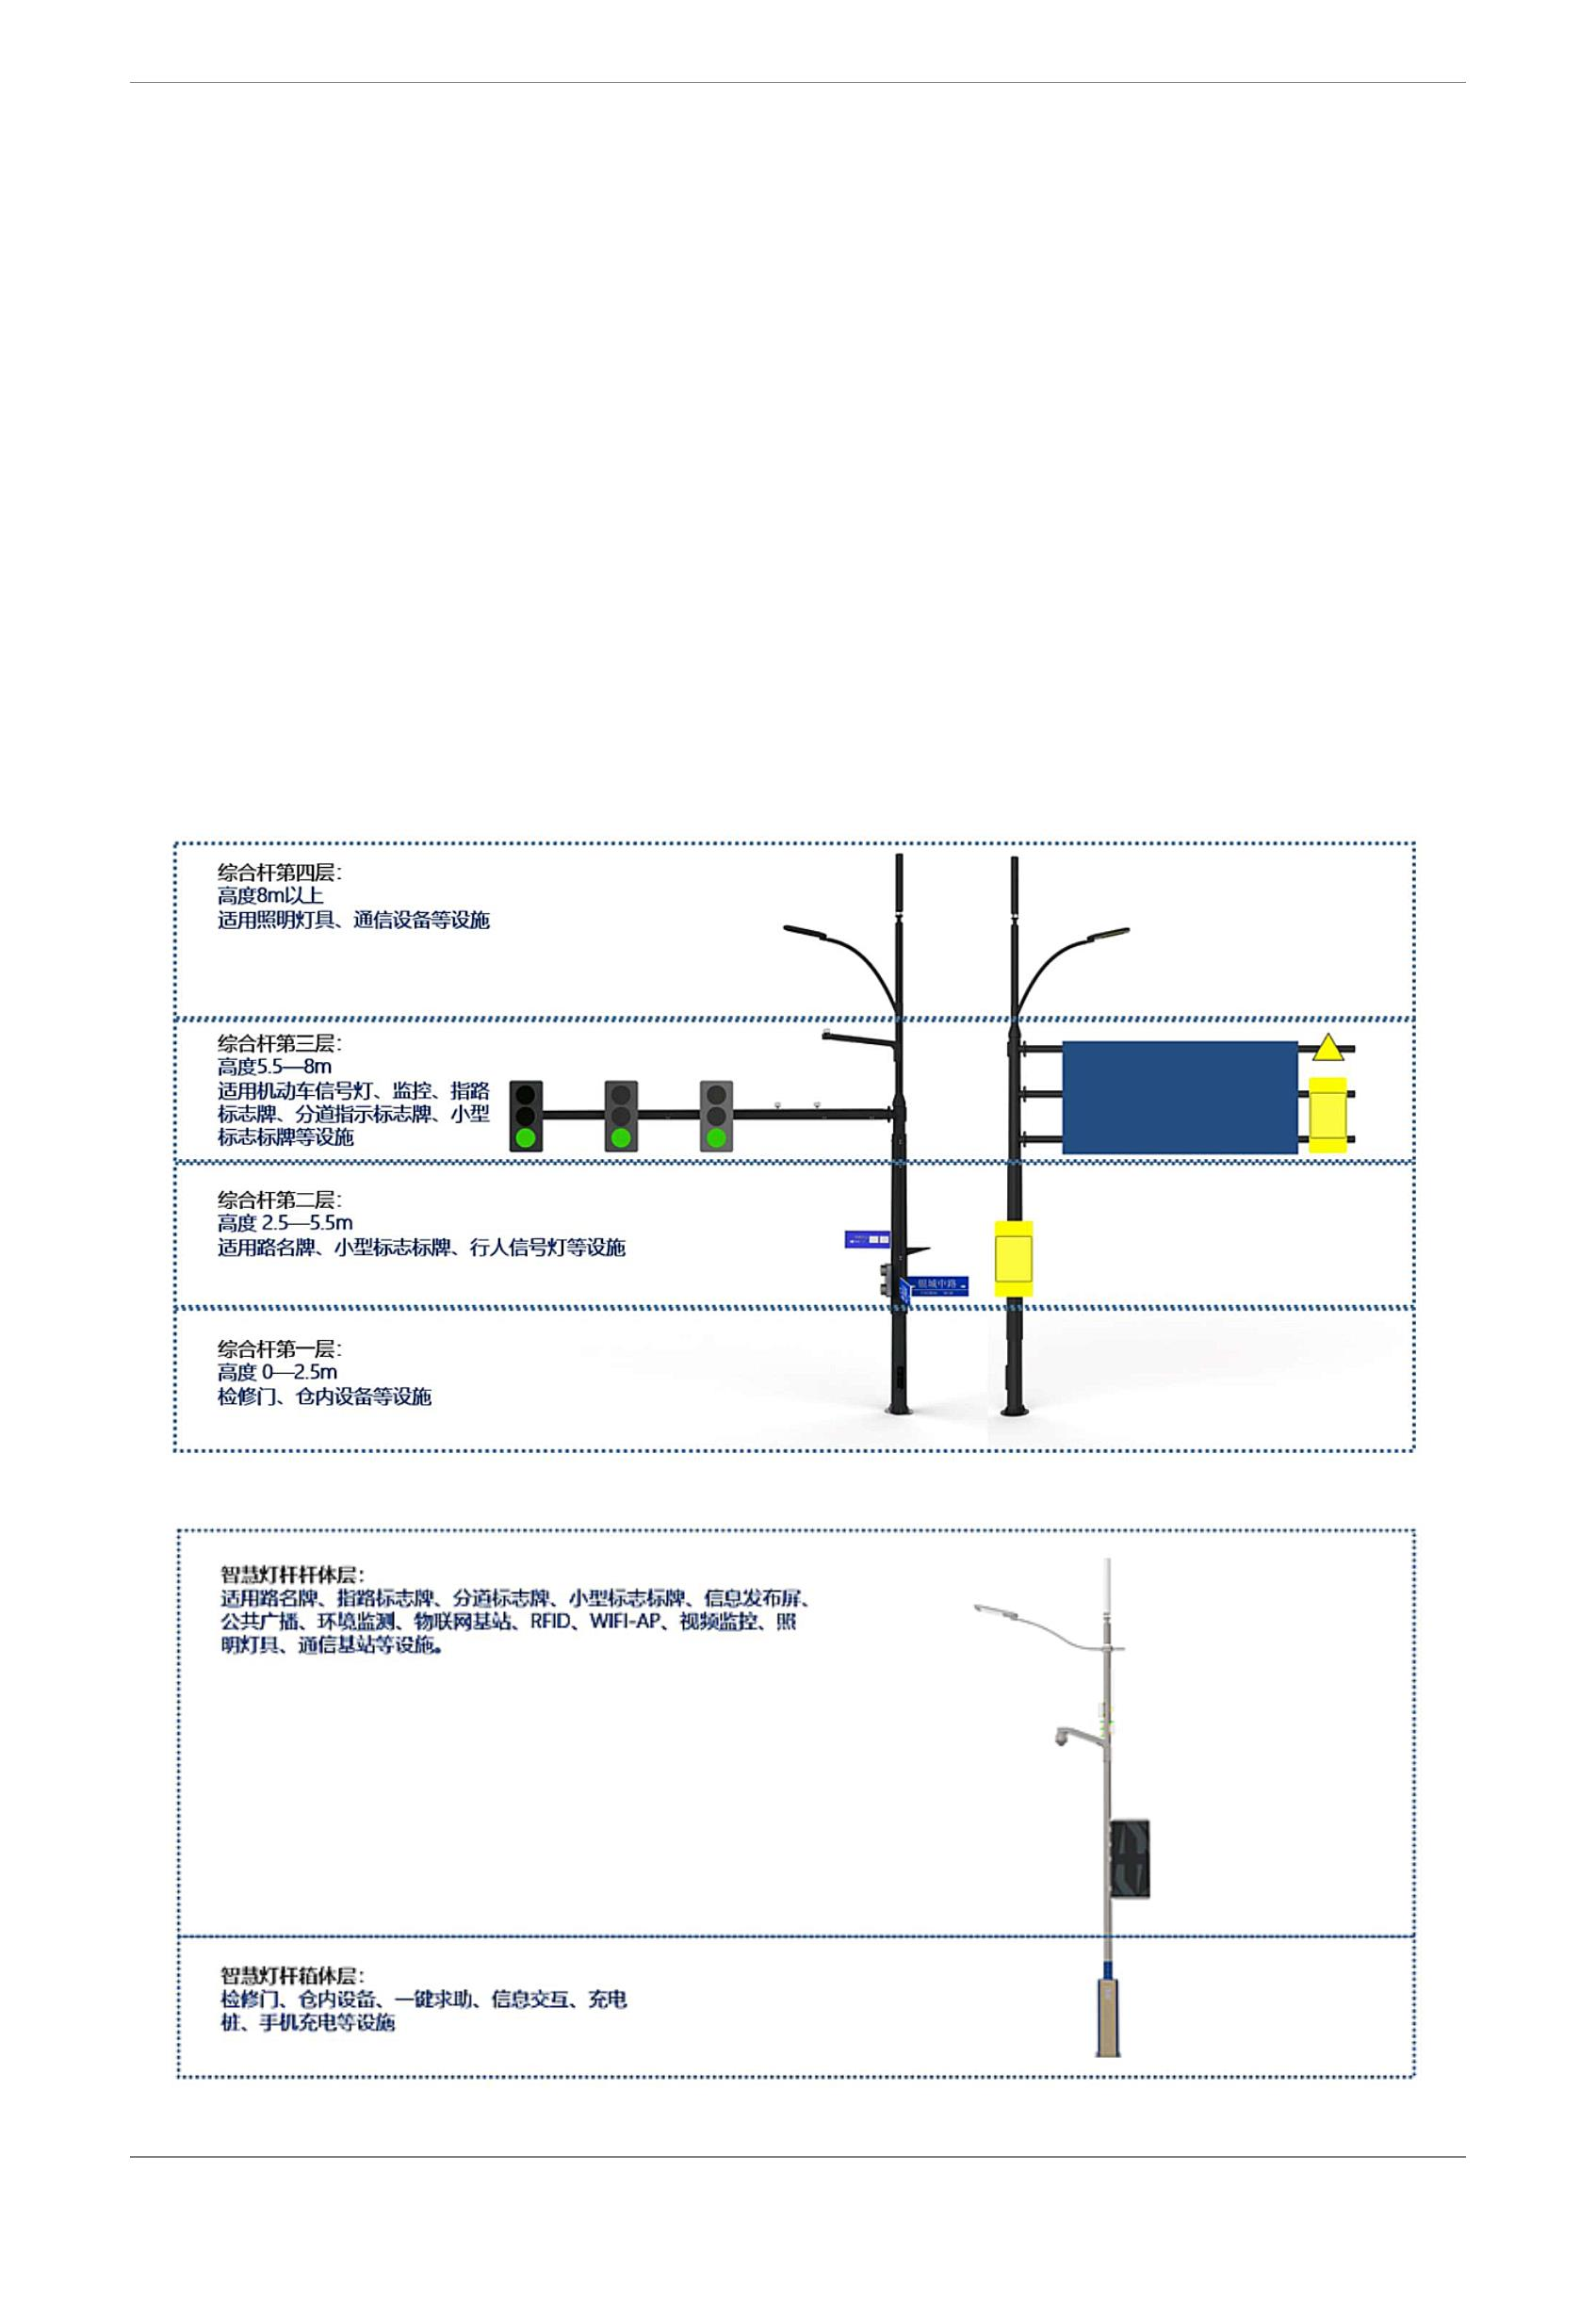 综合杆第四层：
高度8m以上
适用照明灯具、通信设备等设施
综合杆第三层：
高度5.5—8m
适用机动车信号灯、监控、指路
标志牌、分道指示标志牌、小型
标志标牌等设施
综合杆第二层：
高度 2.5—5.5m
适用路名牌、小型标志标牌、行人信号灯等设施
银城中路
综合杆第一层：
高度 0—2.5m
检修门、仓内设备等设施
智慧灯杆杆体层：
适用路名牌、指路标志牌、分道标志牌、小型标志标牌、信息发布屏、
公共广播、环境监测、物联网基站、RFID、WIFI-AP、视频监控、照
明灯具、通信基站等设施。
智慧灯杆箱体层：
检修门、仓内设备、一键求助、信息交互、充电
桩、手机充电等设施